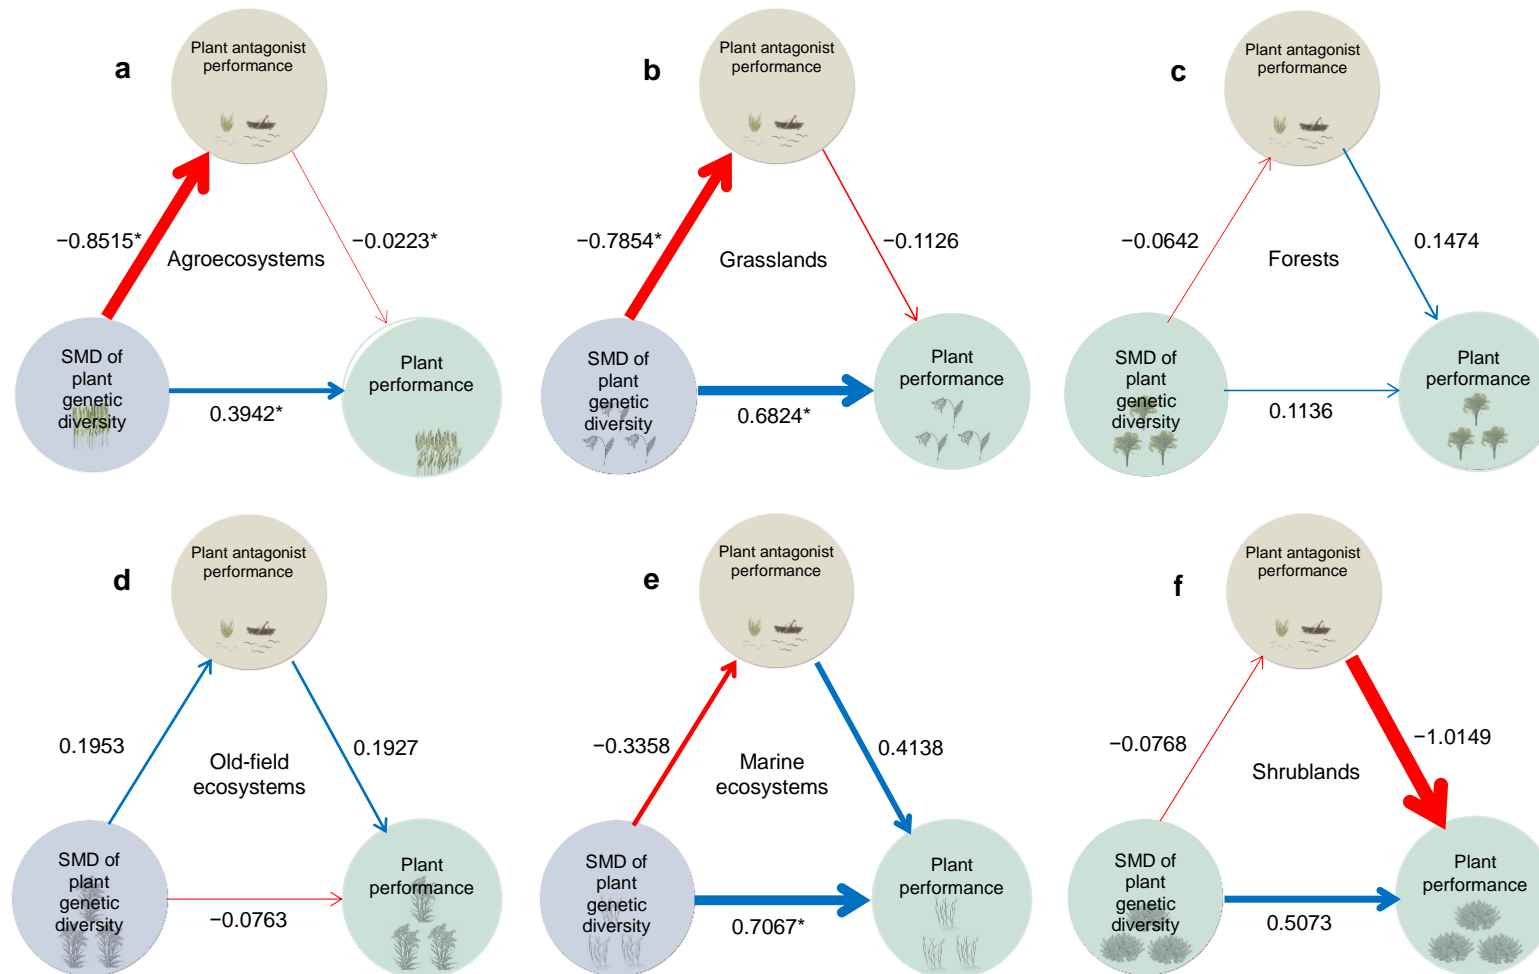 a
Plant antagonist
performance
−0.8515*
Agroecosystems
−0.0223*
SMD of
plant
genetic
diversity
0.3942*
Plant
performance
b
Plant antagonist
performance
−0.7854*
Grasslands
−0.1126
SMD of
plant
genetic
diversity
0.6824*
Plant
performance
c
Plant antagonist
performance
−0.0642
Forests
0.1474
SMD of
plant
genetic
diversity
0.1136
Plant
performance
d
Plant antagonist
performance
0.1953
Old-field
ecosystems
0.1927
SMD of
plant
genetic
diversity
−0.0763
Plant
performance
e
Plant antagonist
performance
−0.3358
Marine
ecosystems
0.4138
SMD of
plant
genetic
diversity
0.7067*
Plant
performance
f
Plant antagonist
performance
−0.0768
Shrublands
−1.0149
SMD of
plant
genetic
diversity
0.5073
Plant
performance